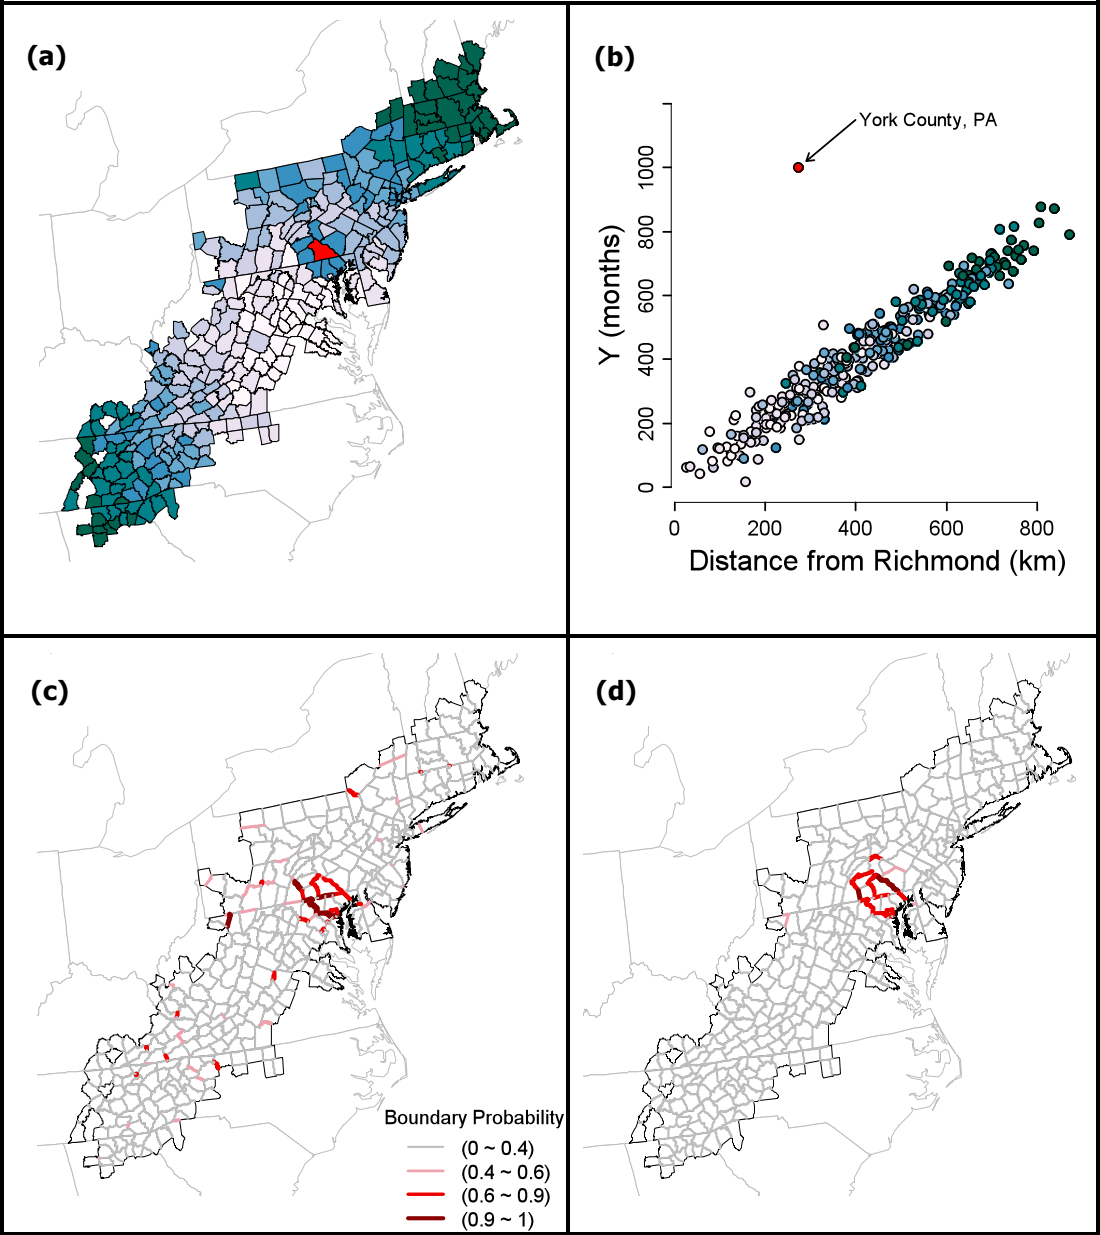 (a)
(b)
York County, PA
Y (months)
0
200
400
600
800
1000
0 200 400 600 800
Distance from Richmond (km)
(c)
(d)
Boundary Probability
(0 ~ 0.4)
(0.4 ~ 0.6)
(0.6 ~ 0.9)
(0.9 ~ 1)